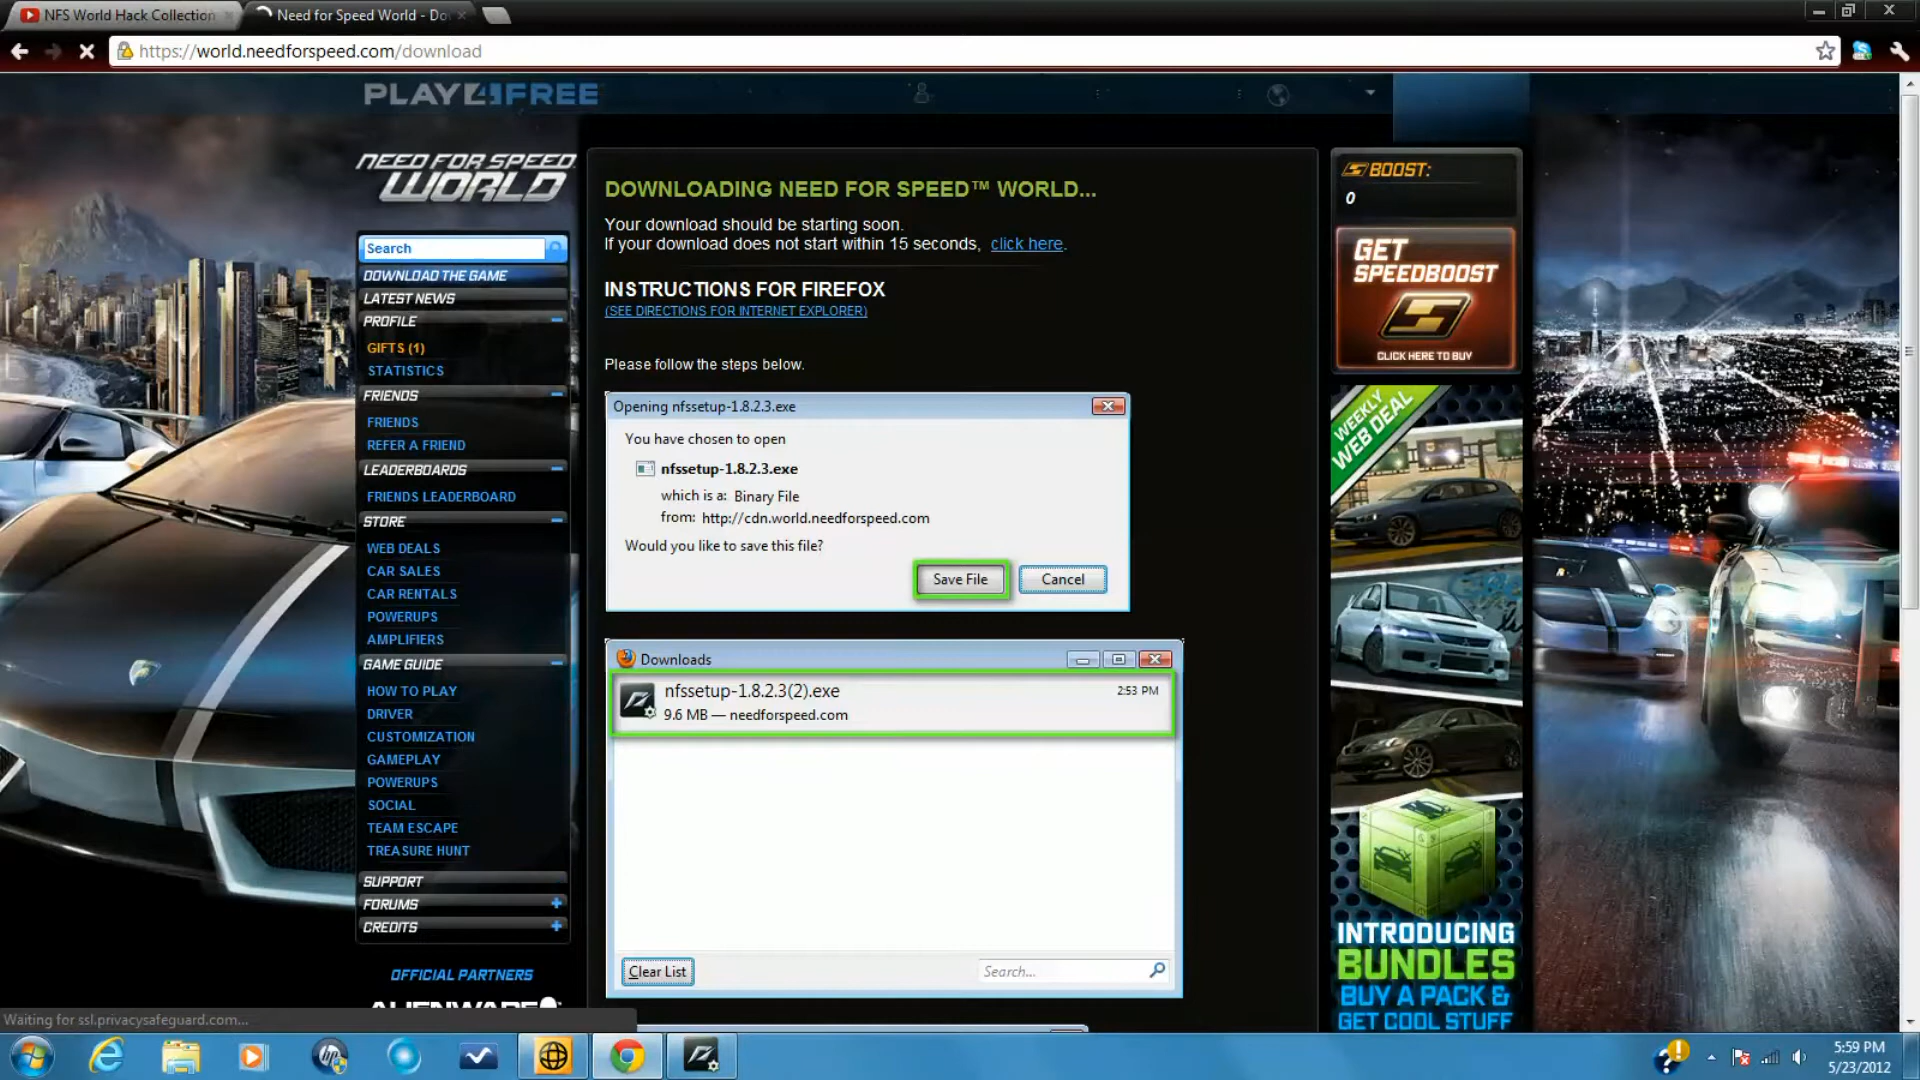 NFS World Hack Collection
Need for Speed World - Do
https://world.needforspeed.com/download
PLAY4FREE
NEED FOR SPEED
WORLD
Search
DOWNLOAD THE GAME
LATEST NEWS
PROFILE
GIFTS (1)
STATISTICS
FRIENDS
FRIENDS
REFER A FRIEND
LEADERBOARDS
FRIENDS LEADERBOARD
STORE
WEB DEALS
CAR SALES
CAR RENTALS
POWERUPS
AMPLIFIERS
GAME GUIDE
HOW TO PLAY
DRIVER
CUSTOMIZATION
GAMEPLAY
POWERUPS
SOCIAL
TEAM ESCAPE
TREASURE HUNT
SUPPORT
FORUMS
CREDITS
OFFICIAL PARTNERS
ALIENWARE
DOWNLOADING NEED FOR SPEED™ WORLD...
Your download should be starting soon.
If your download does not start within 15 seconds, click here.
INSTRUCTIONS FOR FIREFOX
(SEE DIRECTIONS FOR INTERNET EXPLORER)
Please follow the steps below.
Opening nfssetup-1.8.2.3.exe
You have chosen to open
nfssetup-1.8.2.3.exe
which is a: Binary File
from: http://cdn.world.needforspeed.com
Would you like to save this file?
Save File
Cancel
Downloads
nfssetup-1.8.2.3(2).exe
2:53 PM
9.6 MB — needforspeed.com
Clear List
Search...
BOOST:
0
GET
SPEEDBOOST
CLICK HERE TO BUY
WEEKLY
WEB DEAL
INTRODUCING
BUNDLES
BUY A PACK &
GET COOL STUFF
Waiting for ssl.privacysafeguard.com...
hp
5:59 PM
5/23/2012